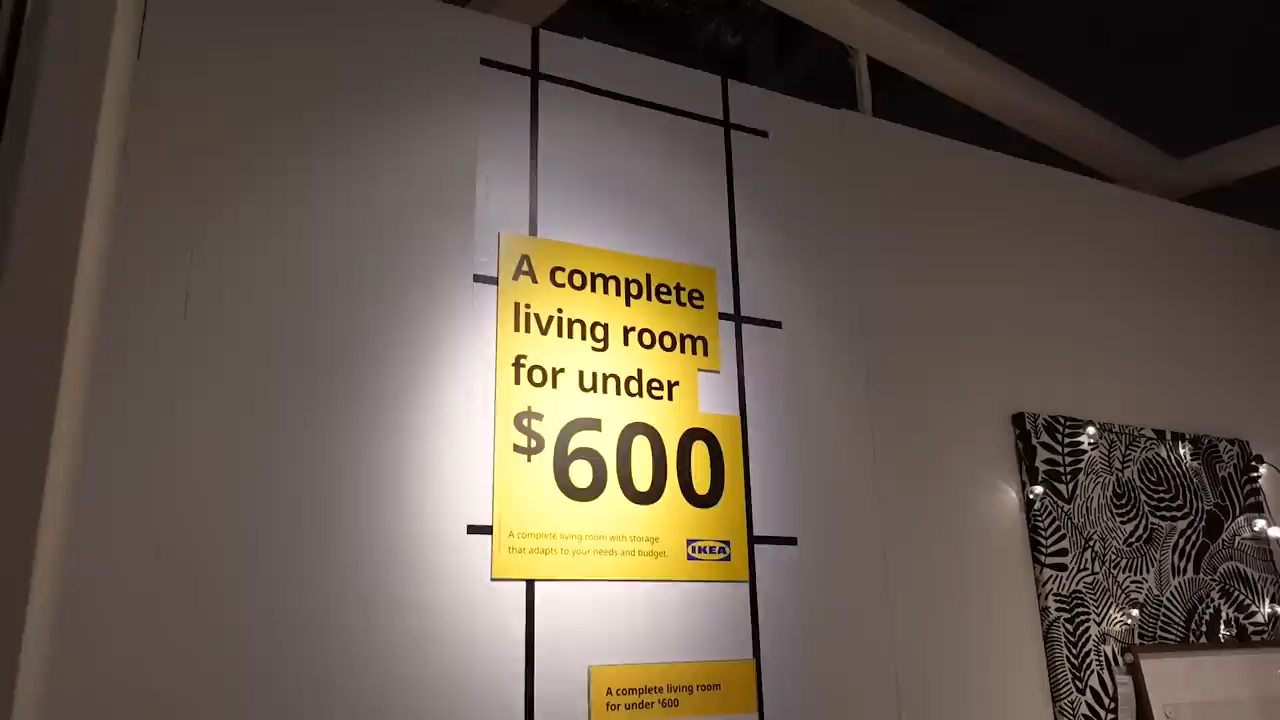 A complete
living room
for under
$600
A complete living room with storage
that adapts to your needs and budget.
IKEA
A complete living room
for under $600